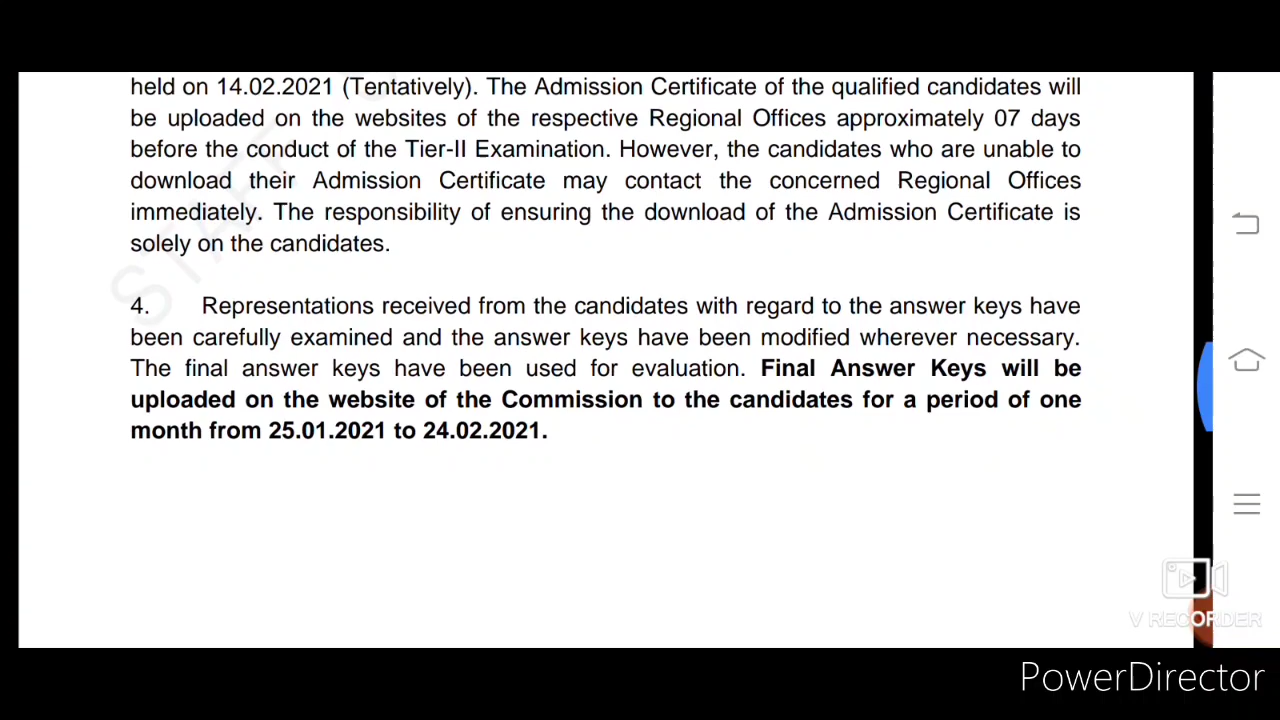 held on 14.02.2021 (Tentatively). The Admission Certificate of the qualified candidates will
be uploaded on the websites of the respective Regional Offices approximately 07 days
before the conduct of the Tier-II Examination. However, the candidates who are unable to
download their Admission Certificate may contact the concerned Regional Offices
immediately. The responsibility of ensuring the download of the Admission Certificate is
solely on the candidates.
4. Representations received from the candidates with regard to the answer keys have
been carefully examined and the answer keys have been modified wherever necessary.
The final answer keys have been used for evaluation. Final Answer Keys will be
uploaded on the website of the Commission to the candidates for a period of one
month from 25.01.2021 to 24.02.2021.
STAF
V RECORDER
PowerDirector